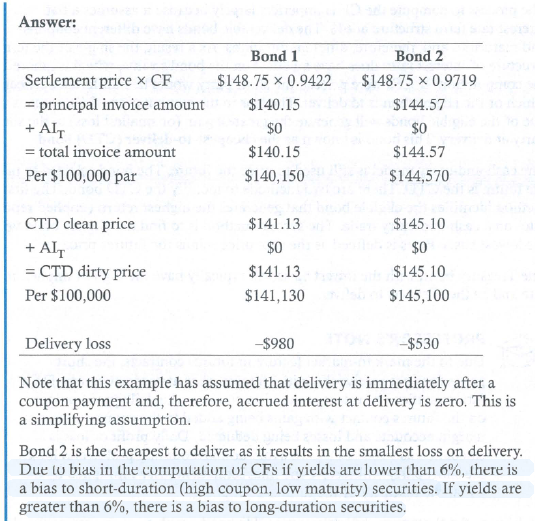 Answer:
Bond 1 Bond 2
Settlement price × CF $148.75 × 0.9422 $148.75 × 0.9719
= principal invoice amount $140.15 $144.57
+ AIT $0 $0
= total invoice amount $140.15 $144.57
Per $100,000 par $140,150 $144,570
CTD clean price $141.13 $145.10
+ AIT $0 $0
= CTD dirty price $141.13 $145.10
Per $100,000 $141,130 $145,100
Delivery loss –$980 –$530
Note that this example has assumed that delivery is immediately after a
coupon payment and, therefore, accrued interest at delivery is zero. This is
a simplifying assumption.
Bond 2 is the cheapest to deliver as it results in the smallest loss on delivery.
Due to bias in the computation of CFs if yields are lower than 6%, there is
a bias to short-duration (high coupon, low maturity) securities. If yields are
greater than 6%, there is a bias to long-duration securities.